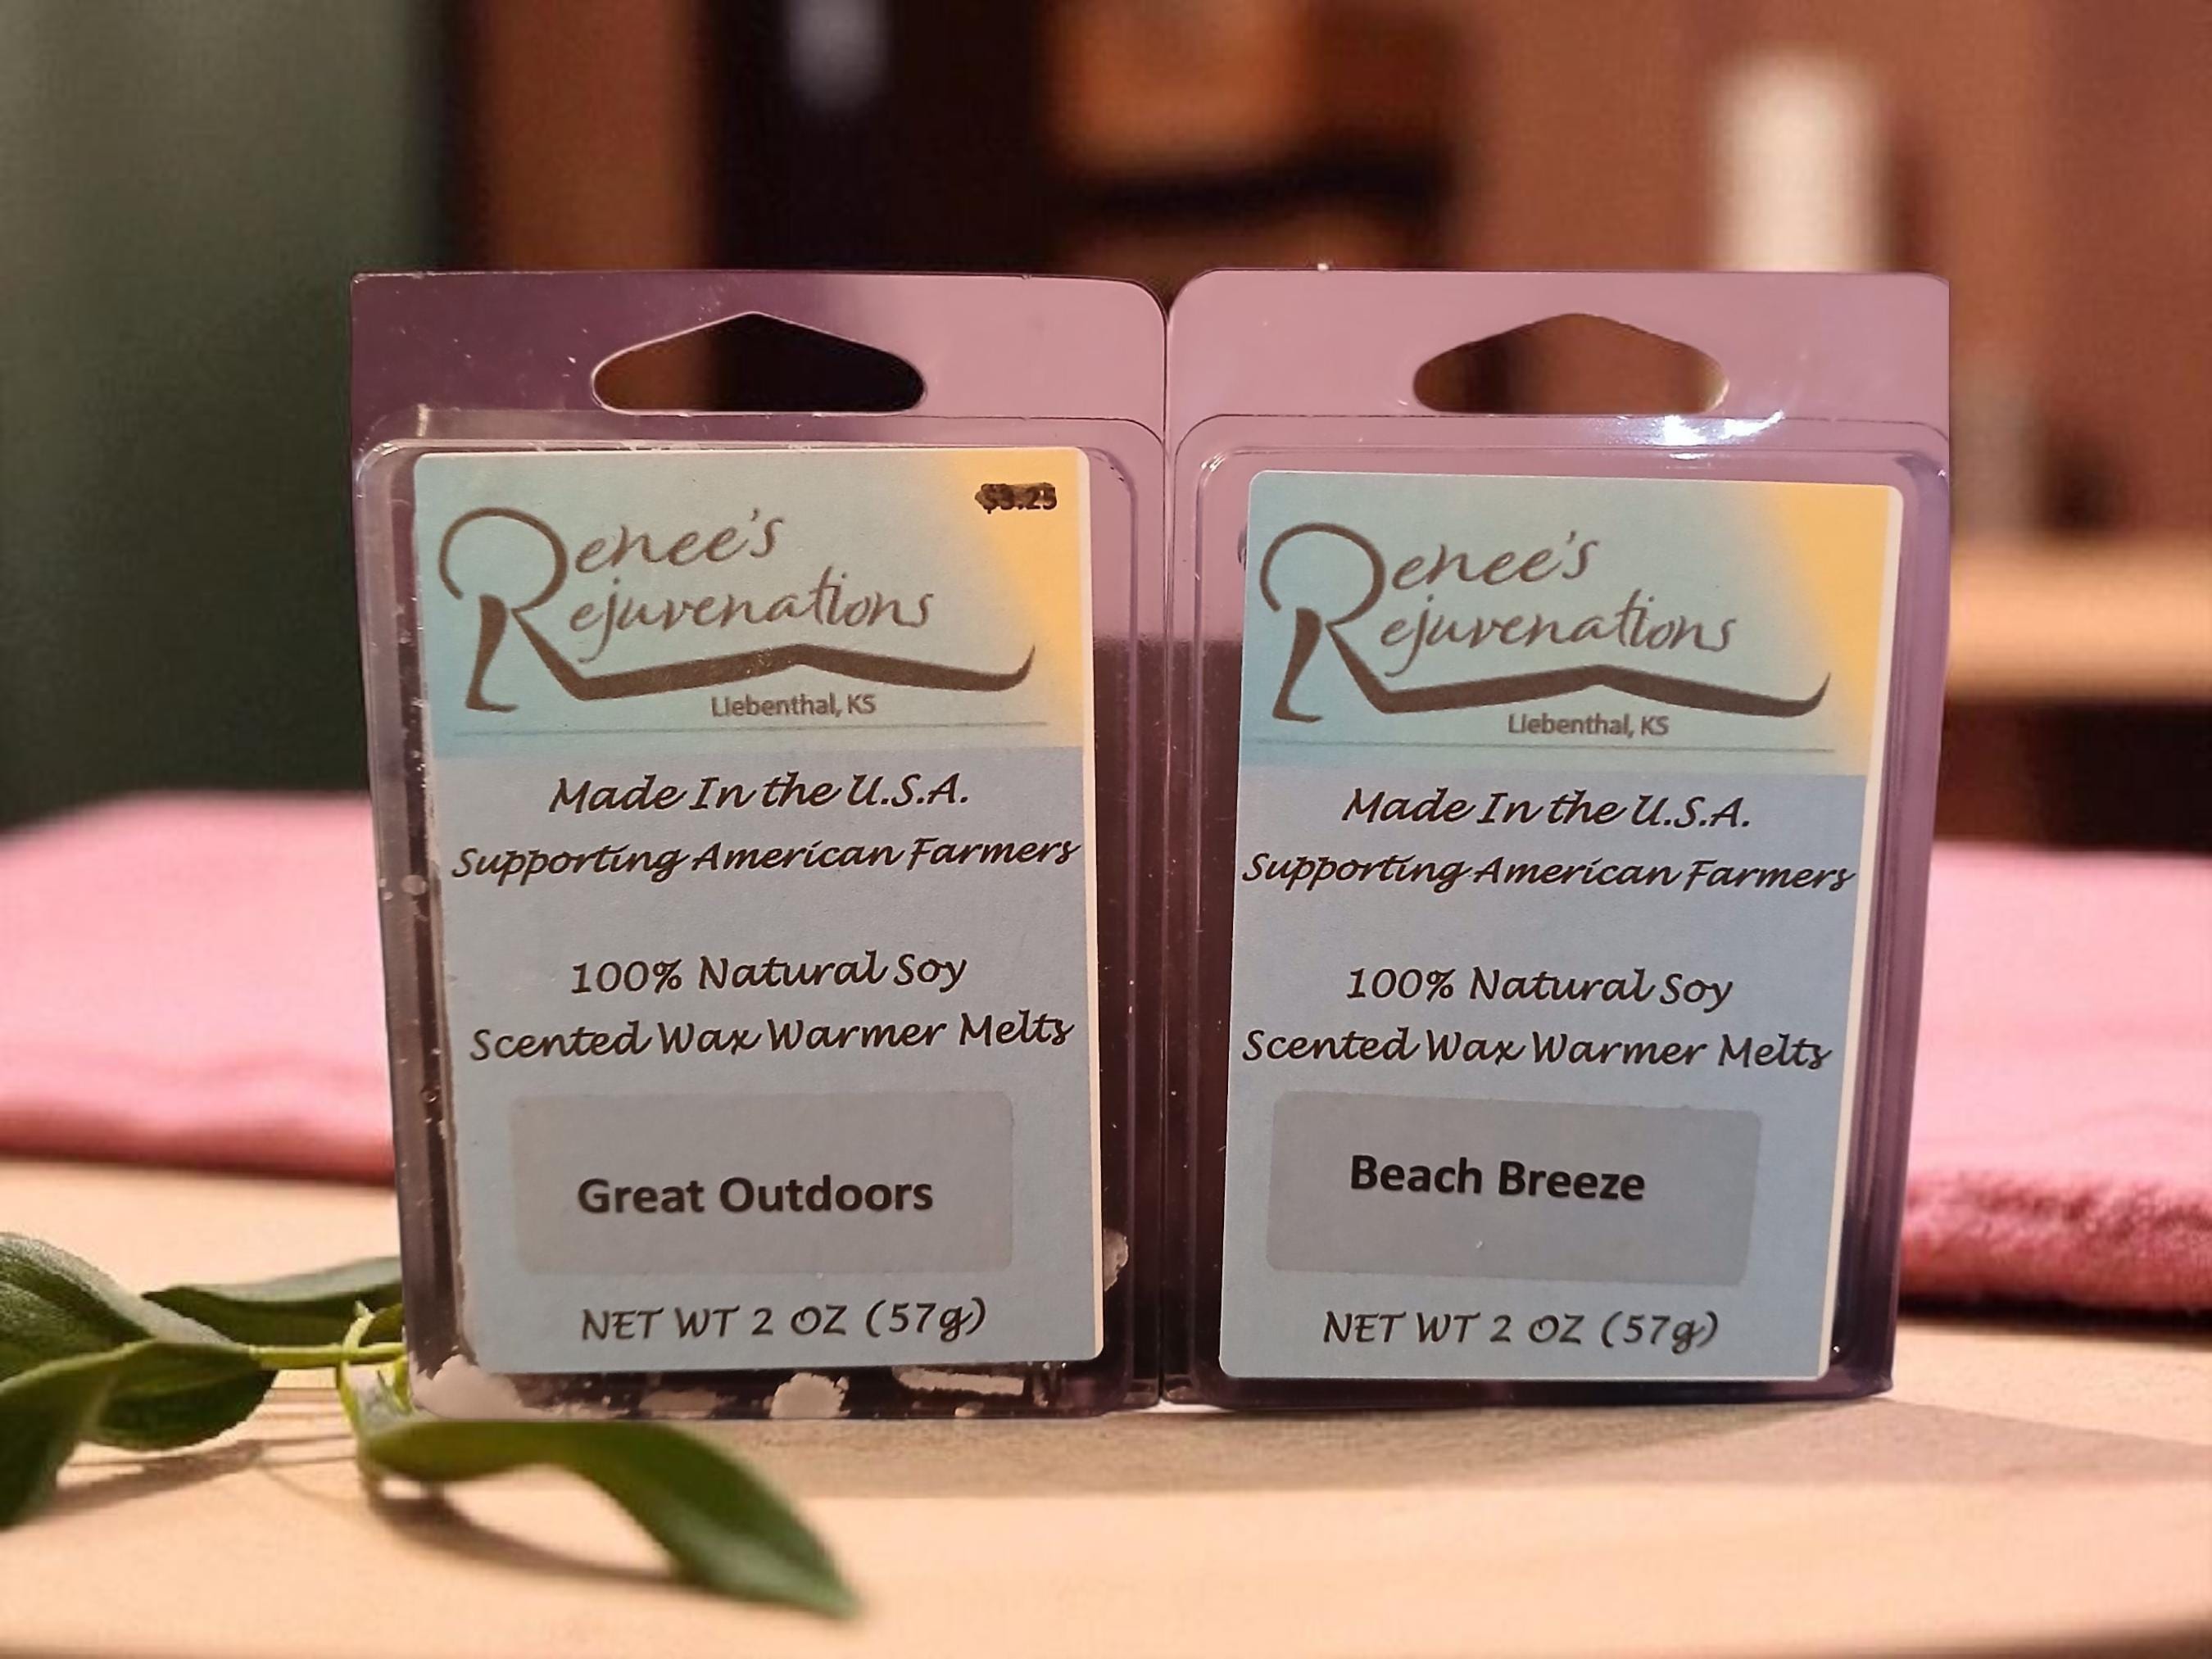 Renee's
Rejuvenations
Liebenthal, KS
Made In the U.S.A.
Supporting American Farmers
100% Natural Soy
Scented Wax Warmer Melts
Great Outdoors
NET WT 2 OZ (57g)
Renee's
Rejuvenations
Liebenthal, KS
Made In the U.S.A.
Supporting American Farmers
100% Natural Soy
Scented Wax Warmer Melts
Beach Breeze
NET WT 2 OZ (57g)